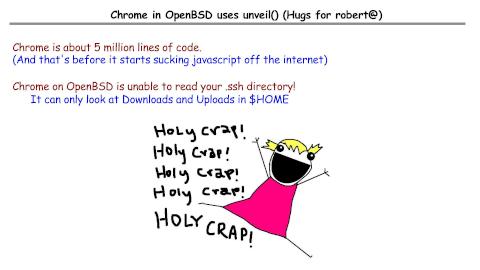 Chrome in OpenBSD uses unveil() (Hugs for robert@)
Chrome is about 5 million lines of code.
(And that's before it starts sucking javascript off the internet)
Chrome on OpenBSD is unable to read your .ssh directory!
It can only look at Downloads and Uploads in $HOME
HOLY CRAP!
HOLY CRAP!
HOLY CRAP!
HOLY CRAP!
HOLY CRAP!